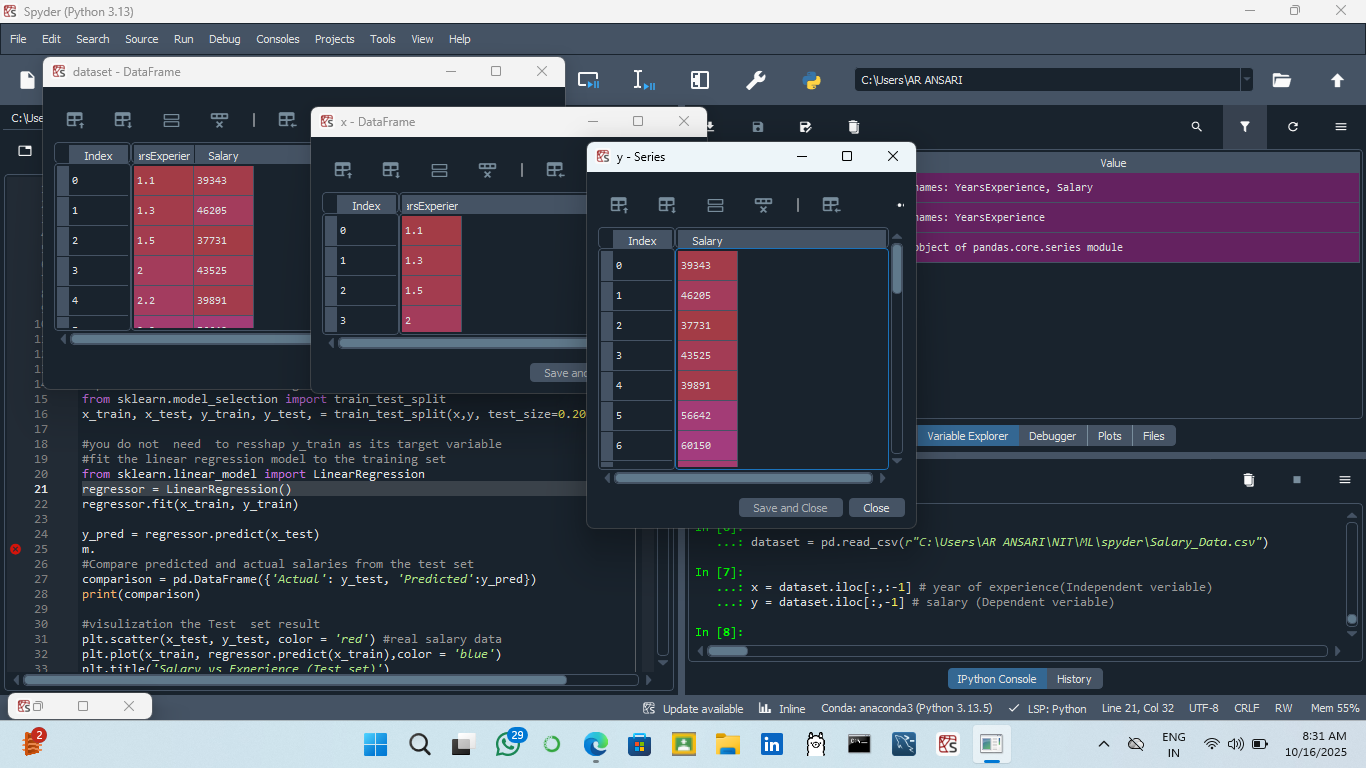 Spyder (Python 3.13)
File Edit Search Source Run Debug Consoles Projects Tools View Help
C:\Users\AR ANSARI
C:\Use
dataset - DataFrame
Index arsExperier Salary
0 1.1 39343
1 1.3 46205
2 1.5 37731
3 2 43525
4 2.2 39891
x - DataFrame
Index arsExperier
0 1.1
1 1.3
2 1.5
3 2
Save and
y - Series
Index Salary
0 39343
1 46205
2 37731
3 43525
4 39891
5 56642
6 60150
Save and Close Close
Value
names: YearsExperience, Salary
names: YearsExperience
object of pandas.core.series module
Variable Explorer Debugger Plots Files
15 from sklearn.model_selection import train_test_split
16 x_train, x_test, y_train, y_test, = train_test_split(x,y, test_size=0.20
17
18 #you do not need to resshap y_train as its target variable
19 #fit the linear regression model to the training set
20 from sklearn.linear_model import LinearRegression
21 regressor = LinearRegression()
22 regressor.fit(x_train, y_train)
23
24 y_pred = regressor.predict(x_test)
25 m.
26 #Compare predicted and actual salaries from the test set
27 comparison = pd.DataFrame({'Actual': y_test, 'Predicted':y_pred})
28 print(comparison)
29
30 #visulization the Test set result
31 plt.scatter(x_test, y_test, color = 'red') #real salary data
32 plt.plot(x_train, regressor.predict(x_train),color = 'blue')
33 plt.title('Salary vs Experience (Test set)')
In [6]:
...: dataset = pd.read_csv(r"C:\Users\AR ANSARI\NIT\ML\spyder\Salary_Data.csv")
In [7]:
...: x = dataset.iloc[:,:-1] # year of experience(Independent veriable)
...: y = dataset.iloc[:,-1] # salary (Dependent veriable)
In [8]:
IPython Console History
Update available Inline Conda: anaconda3 (Python 3.13.5) LSP: Python Line 21, Col 32 UTF-8 CRLF RW Mem 55%
2
29
ENG
IN
8:31 AM
10/16/2025